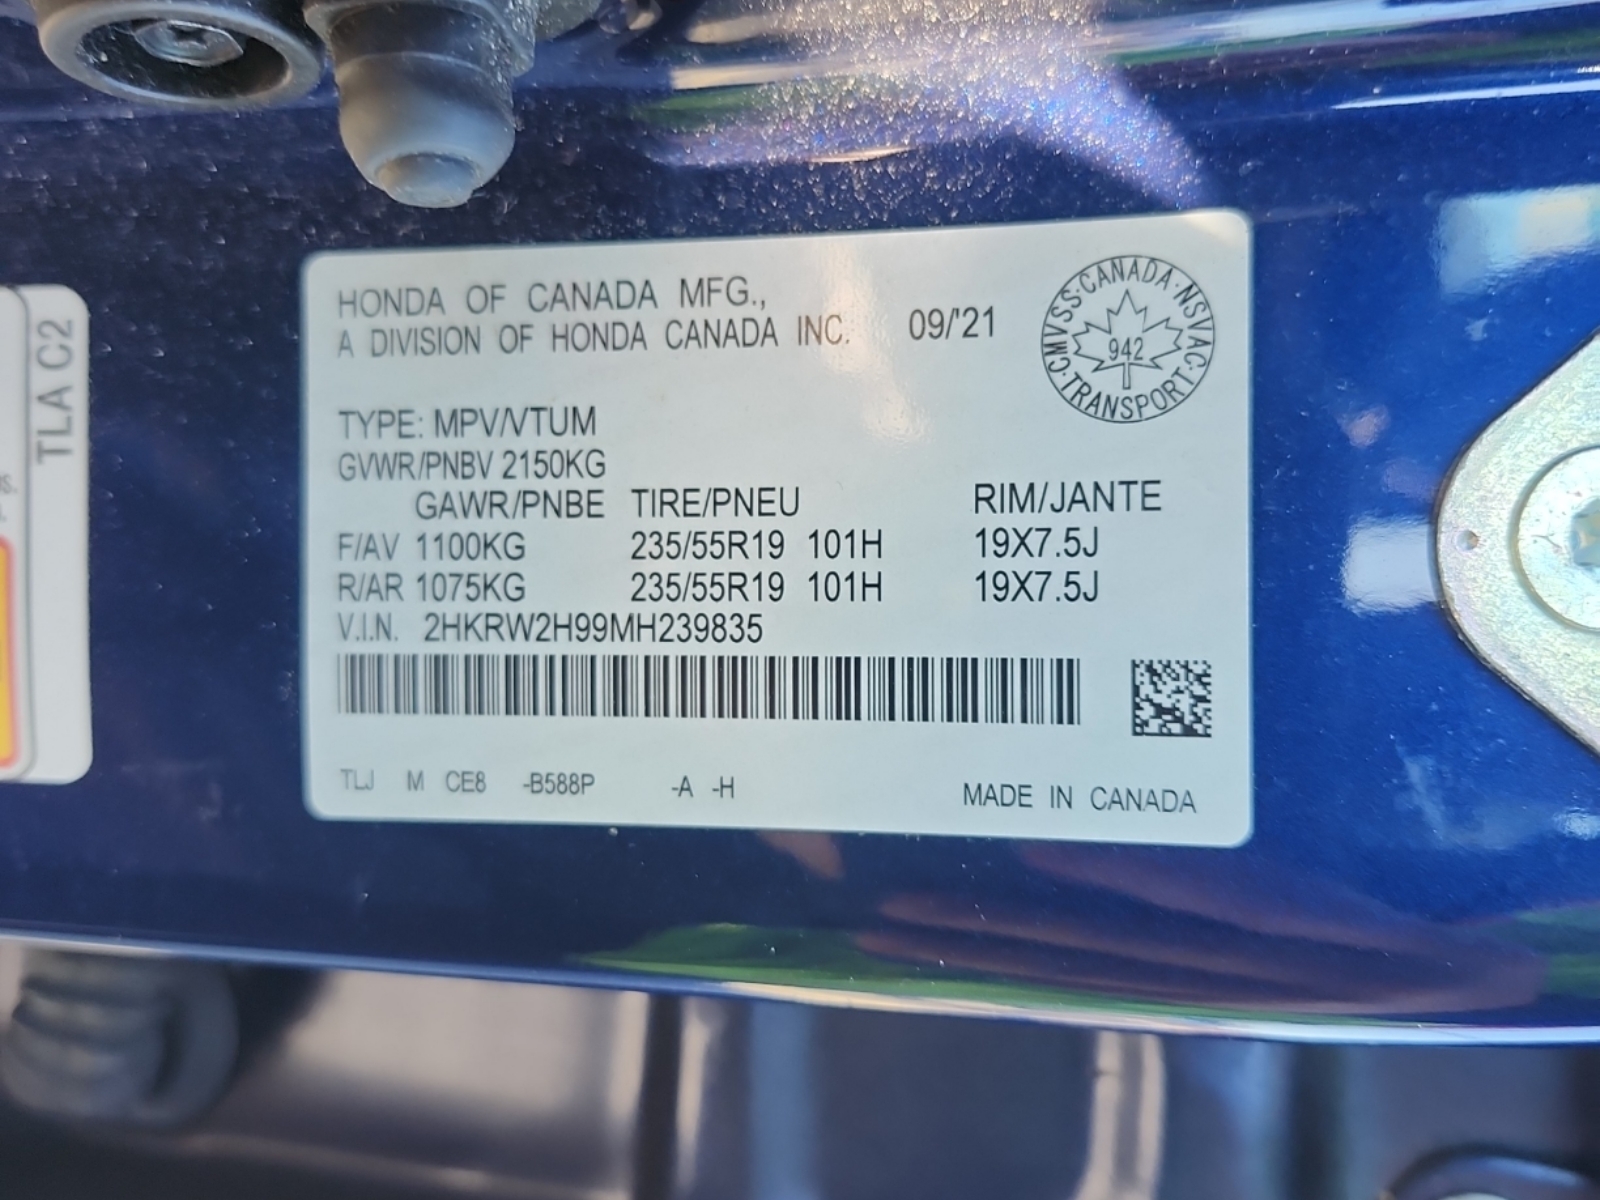 HONDA OF CANADA MFG.,
A DIVISION OF HONDA CANADA INC. 09/'21
CMVSS·CANADA·NSVAC·TRANSPORT·
942
TYPE: MPV/VTUM
GVWR/PNBV 2150KG
GAWR/PNBE TIRE/PNEU RIM/JANTE
F/AV 1100KG 235/55R19 101H 19X7.5J
R/AR 1075KG 235/55R19 101H 19X7.5J
V.I.N. 2HKRW2H99MH239835
TLJ M CE8 -B588P -A -H MADE IN CANADA
TLA C2